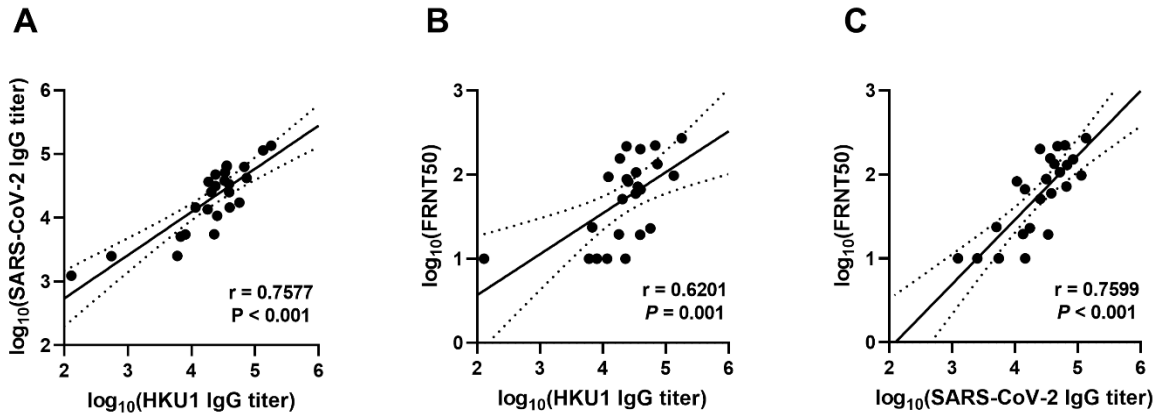 A
log10(SARS-CoV-2 IgG titer)
6
5
4
3
2
2 3 4 5 6
log10(HKU1 IgG titer)
r = 0.7577
P < 0.001
B
log10(FRNT50)
3
2
1
0
2 3 4 5 6
log10(HKU1 IgG titer)
r = 0.6201
P = 0.001
C
log10(FRNT50)
3
2
1
0
2 3 4 5 6
log10(SARS-CoV-2 IgG titer)
r = 0.7599
P < 0.001